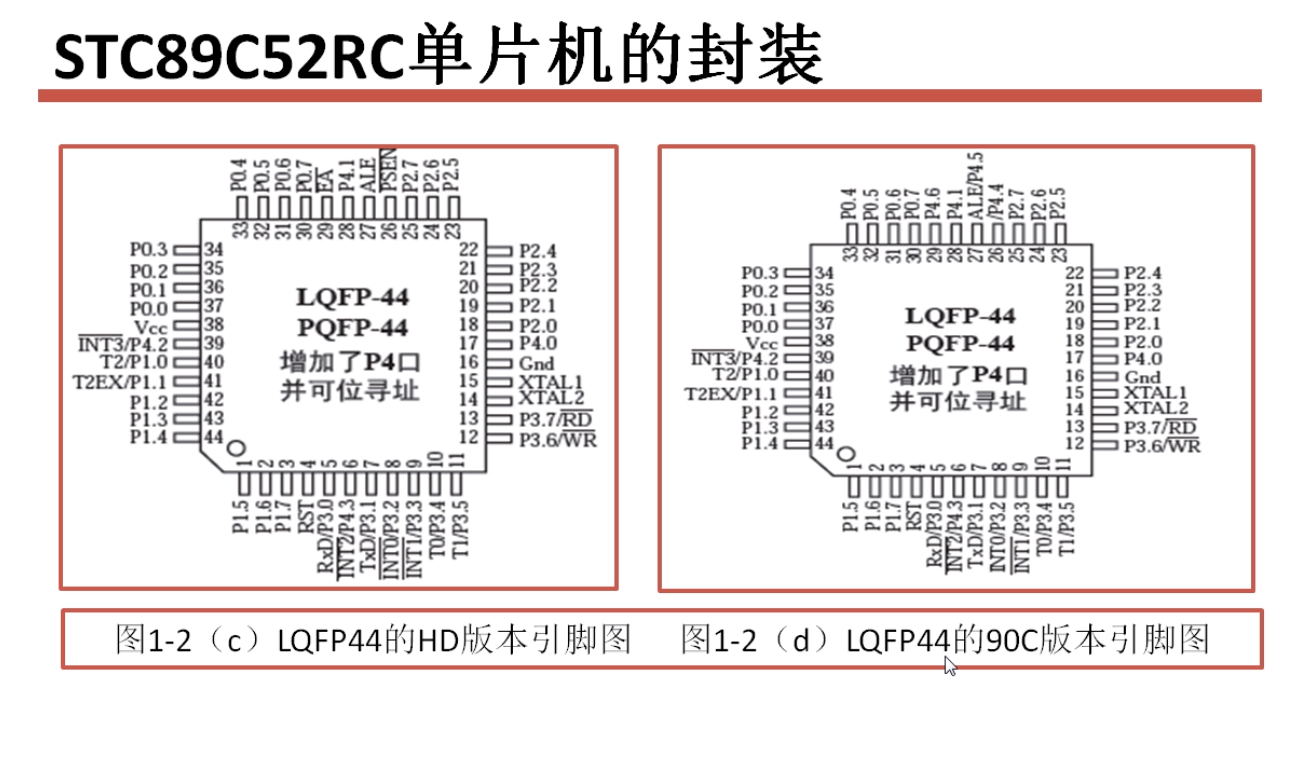 STC89C52RC单片机的封装
P0.4 P0.5 P0.6 P0.7 EA P4.1 ALE PSEN P2.7 P2.6 P2.5
33 32 31 30 29 28 27 26 25 24 23
P0.3 34
P0.2 35
P0.1 36
P0.0 37
Vcc 38
INT3/P4.2 39
T2/P1.0 40
T2EX/P1.1 41
P1.2 42
P1.3 43
P1.4 44
LQFP-44
PQFP-44
增加了P4口
并可位寻址
22 P2.4
21 P2.3
20 P2.2
19 P2.1
18 P2.0
17 P4.0
16 Gnd
15 XTAL1
14 XTAL2
13 P3.7/RD
12 P3.6/WR
1 2 3 4 5 6 7 8 9 10 11
P1.5 P1.6 P1.7 RST RxD/P3.0 INT2/P4.3 TxD/P3.1 INT0/P3.2 INT1/P3.3 T0/P3.4 T1/P3.5
P0.4 P0.5 P0.6 P0.7 P4.6 P4.1 ALE/P4.5 /P4.4 P2.7 P2.6 P2.5
33 32 31 30 29 28 27 26 25 24 23
P0.3 34
P0.2 35
P0.1 36
P0.0 37
Vcc 38
INT3/P4.2 39
T2/P1.0 40
T2EX/P1.1 41
P1.2 42
P1.3 43
P1.4 44
LQFP-44
PQFP-44
增加了P4口
并可位寻址
22 P2.4
21 P2.3
20 P2.2
19 P2.1
18 P2.0
17 P4.0
16 Gnd
15 XTAL1
14 XTAL2
13 P3.7/RD
12 P3.6/WR
1 2 3 4 5 6 7 8 9 10 11
P1.5 P1.6 P1.7 RST RxD/P3.0 INT2/P4.3 TxD/P3.1 INT0/P3.2 INT1/P3.3 T0/P3.4 T1/P3.5
图1-2（c）LQFP44的HD版本引脚图 图1-2（d）LQFP44的90C版本引脚图